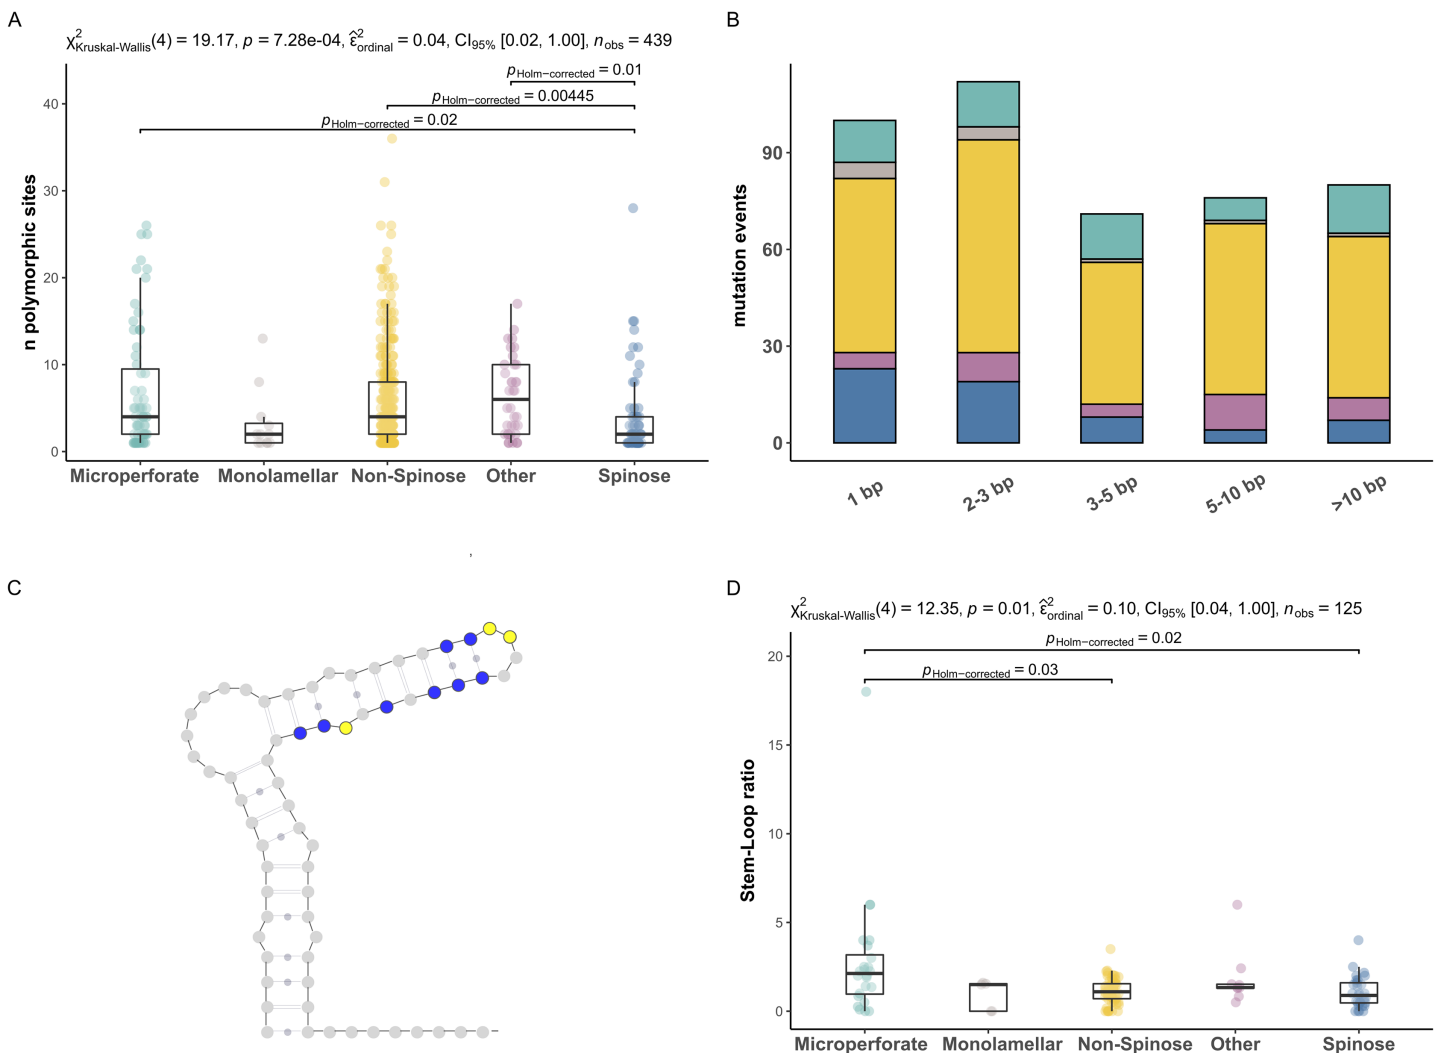 A
χ²Kruskal-Wallis(4) = 19.17, p = 7.28e-04, ε̂²ordinal = 0.04, CI95% [0.02, 1.00], nobs = 439
pHolm−corrected = 0.01
pHolm−corrected = 0.00445
pHolm−corrected = 0.02
n polymorphic sites
40
30
20
10
0
Microperforate Monolamellar Non-Spinose Other Spinose
B
mutation events
90
60
30
0
1 bp 2-3 bp 3-5 bp 5-10 bp >10 bp
,
C
D
χ²Kruskal-Wallis(4) = 12.35, p = 0.01, ε̂²ordinal = 0.10, CI95% [0.04, 1.00], nobs = 125
pHolm−corrected = 0.02
pHolm−corrected = 0.03
Stem-Loop ratio
20
15
10
5
0
Microperforate Monolamellar Non-Spinose Other Spinose